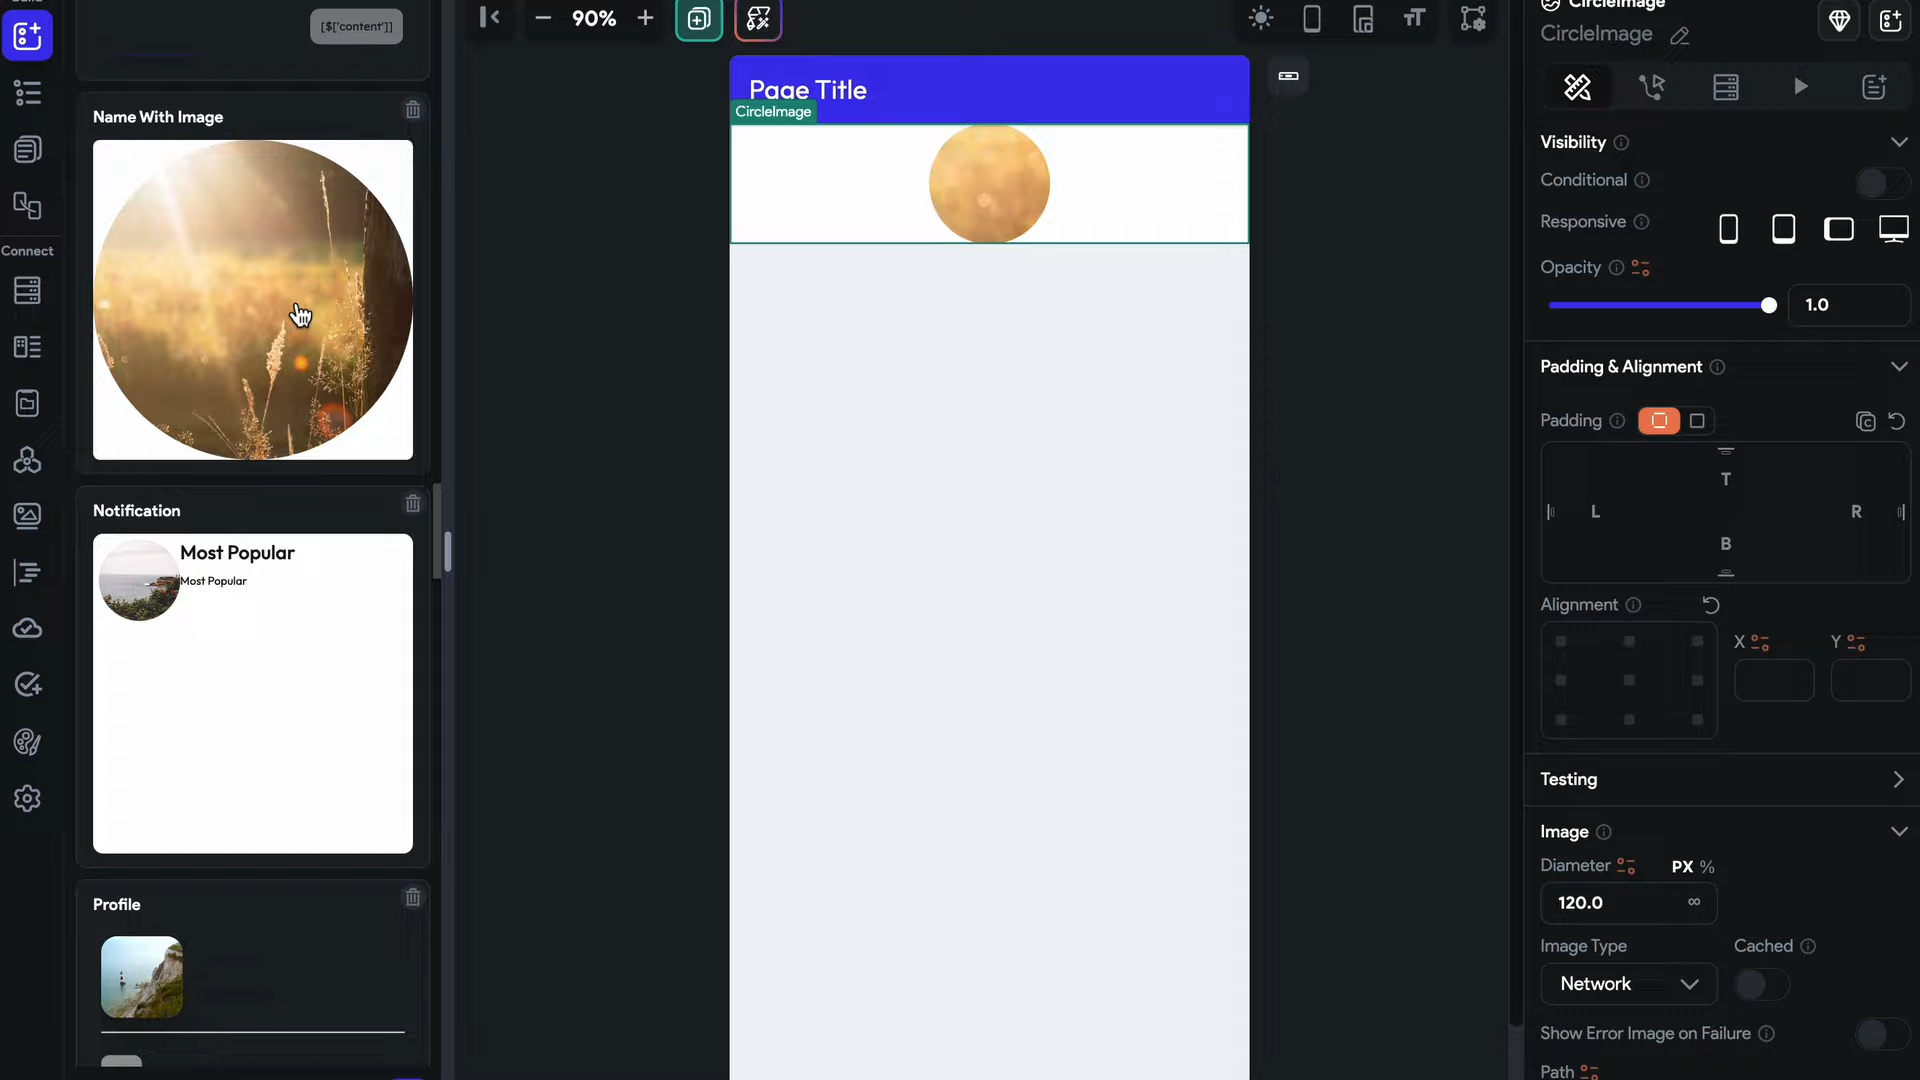 [$['content']]
Name With Image
Connect
Notification
Most Popular
Most Popular
Profile
90%
Page Title
CircleImage
CircleImage
CircleImage
Visibility
Conditional
Responsive
Opacity
1.0
Padding & Alignment
Padding
T
L
R
B
Alignment
X
Y
Testing
Image
Diameter
PX %
120.0
∞
Image Type
Cached
Network
Show Error Image on Failure
Path